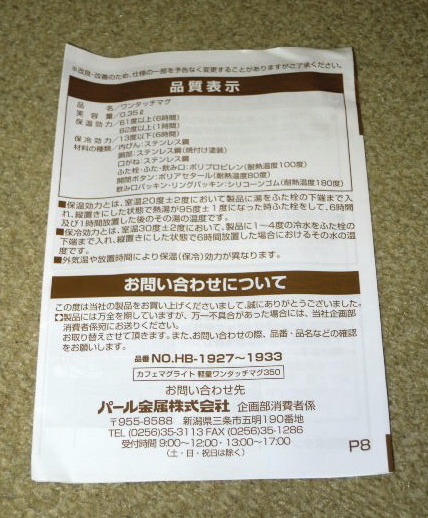 ※改良・改善のため、仕様の一部を予告なく変更することがありますがご了承ください。
品質表示
品名／ワンタッチマグ
実容量／0.35ℓ
保温効力／61度以上(6時間)
82度以上(1時間)
保冷効力／13度以下(6時間)
材料の種類／内びん:ステンレス鋼
胴部:ステンレス鋼(焼付け塗装)
口がね:ステンレス鋼
ふた・ふた・飲み口:ポリプロピレン(耐熱温度100度)
開閉ボタン:ポリアセタール(耐熱温度80度)
飲み口パッキン・リングパッキン:シリコーンゴム(耐熱温度180度)
■保温効力とは、室温20度±2度において製品に湯をふた栓の下端まで入
れ、縦置きにした状態で熱湯が95度±1度になった時ふた栓をして、6時間
及び1時間放置した後のその湯の温度です。
■保冷効力とは、室温30度±2度において、製品に1〜4度の冷水をふた栓の
下端まで入れ、縦置きにした状態で6時間放置した場合におけるその水の温
度です。
■外気温や放置時間により保温(保冷)効力が異なります。
お問い合わせについて
この度は当社の製品をお買い上げくださいまして、誠にありがとうございました。
製品には万全を期していますが、万一不具合があった場合には、当社企画部
消費者係宛にお送りください。
お取り替えさせて頂きます。また、お問い合わせの際、品番・品名などの確認
をお願いします。
品番 NO.HB-1927〜1933
カフェマグライト 軽量ワンタッチマグ350
お問い合わせ先
パール金属株式会社 企画部消費者係
〒955-8588 新潟県三条市五明190番地
TEL (0256)35-3113 FAX (0256)35-1286
受付時間 9:00〜12:00・13:00〜17:00
(土・日・祝日は除く)
P8